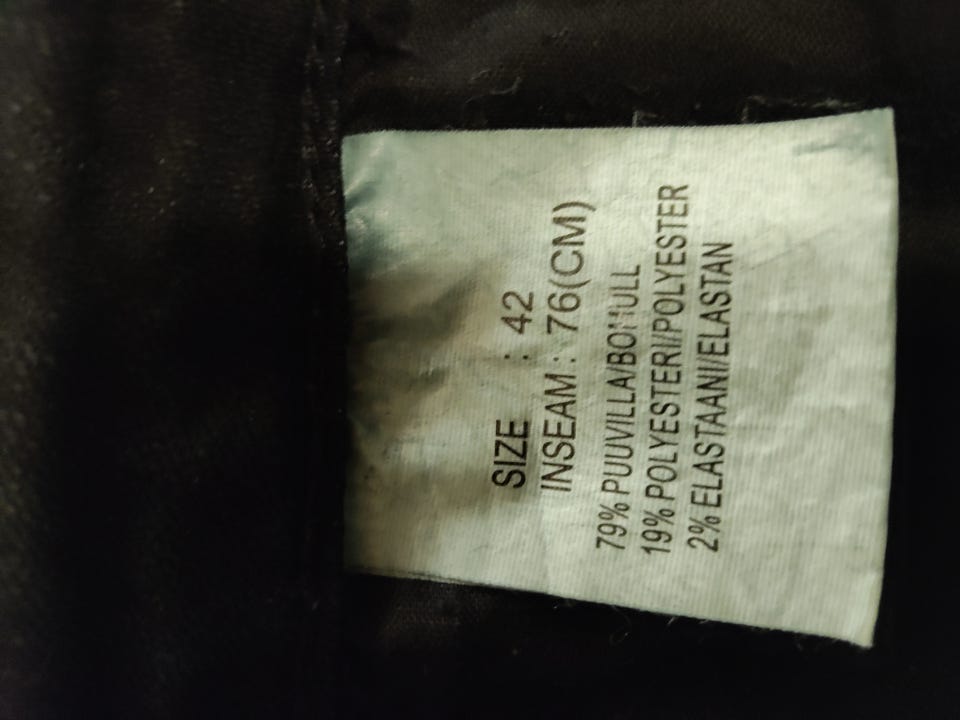 SIZE : 42
INSEAM : 76(CM)
79% PUUVILLA/BOMULL
19% POLYESTERI/POLYESTER
2% ELASTAANI/ELASTAN